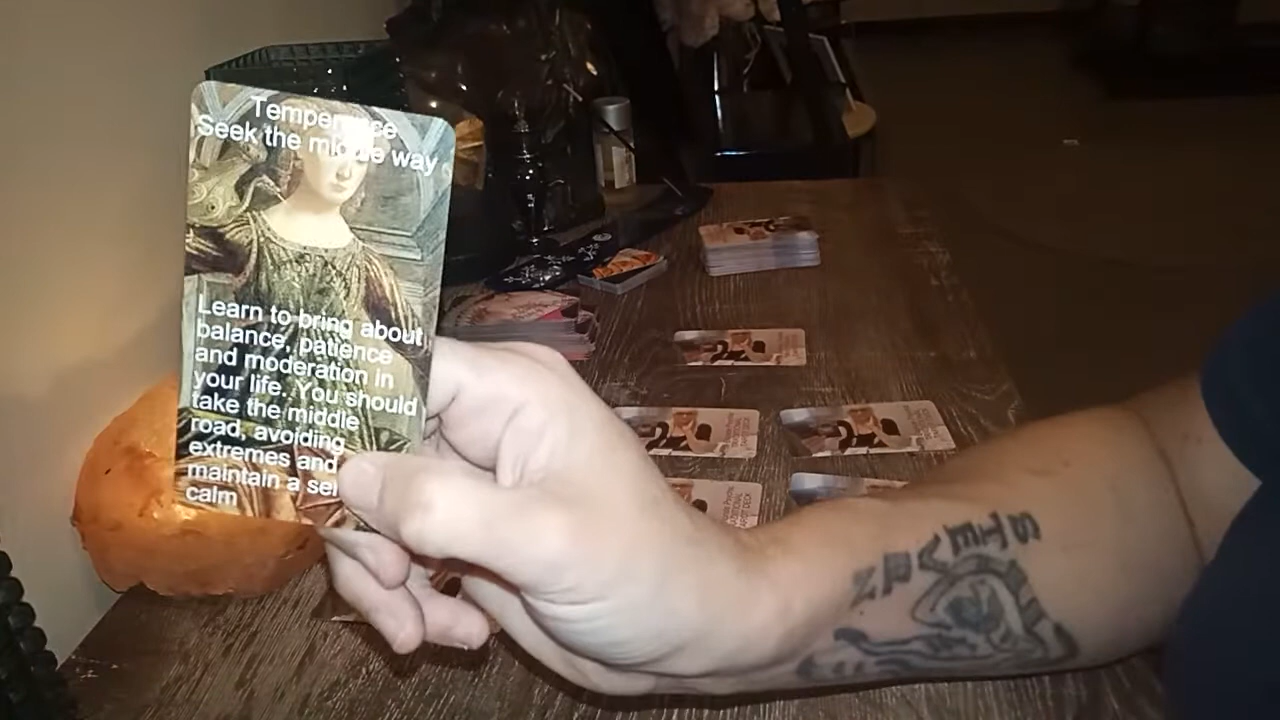 Temperance
Seek the middle way
Learn to bring about
balance, patience
and moderation in
your life. You should
take the middle
road, avoiding
extremes and
maintain a
calm
STEVEN